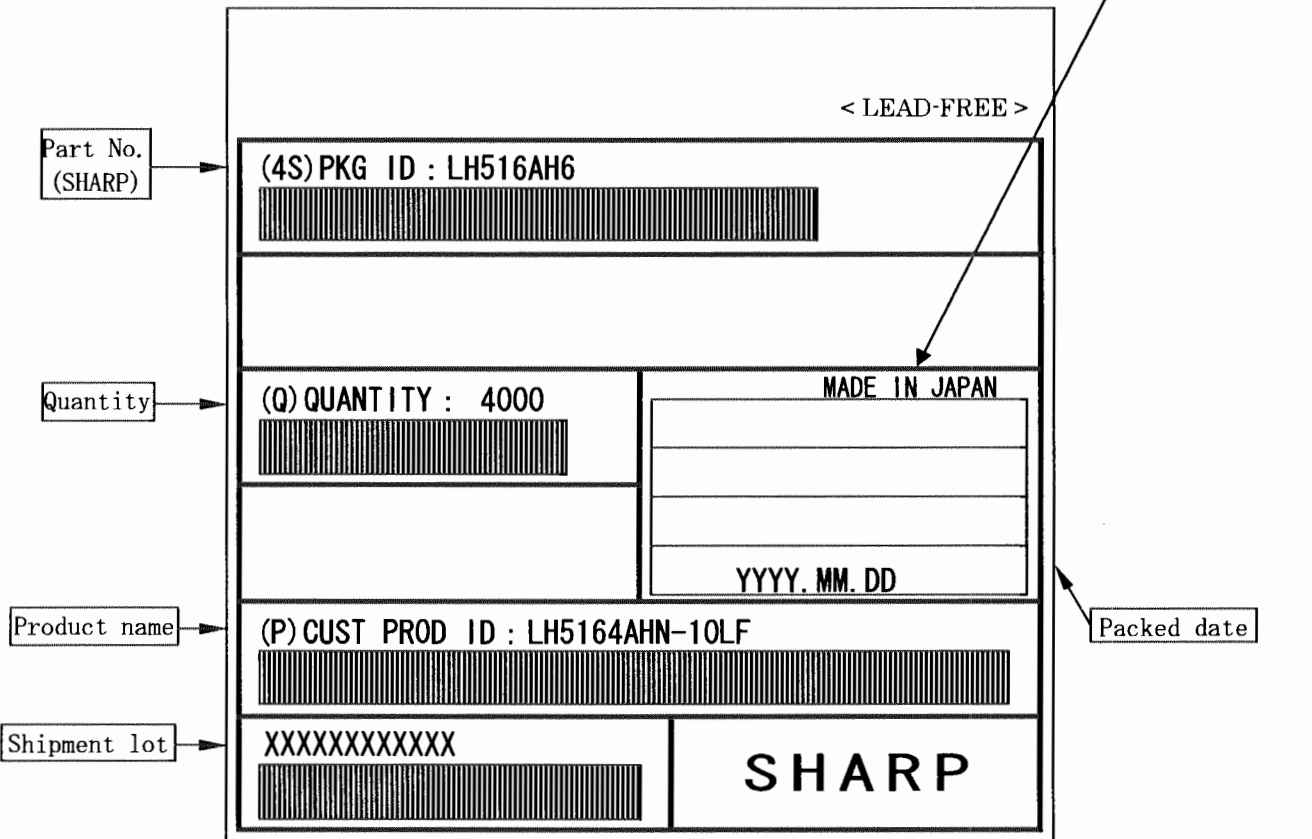 < LEAD-FREE >
Part No.
(SHARP)
(4S)PKG ID : LH516AH6
Quantity
(Q)QUANTITY : 4000
MADE IN JAPAN
YYYY.MM.DD
Product name
(P)CUST PROD ID : LH5164AHN-10LF
Packed date
Shipment lot
XXXXXXXXXXXX
SHARP